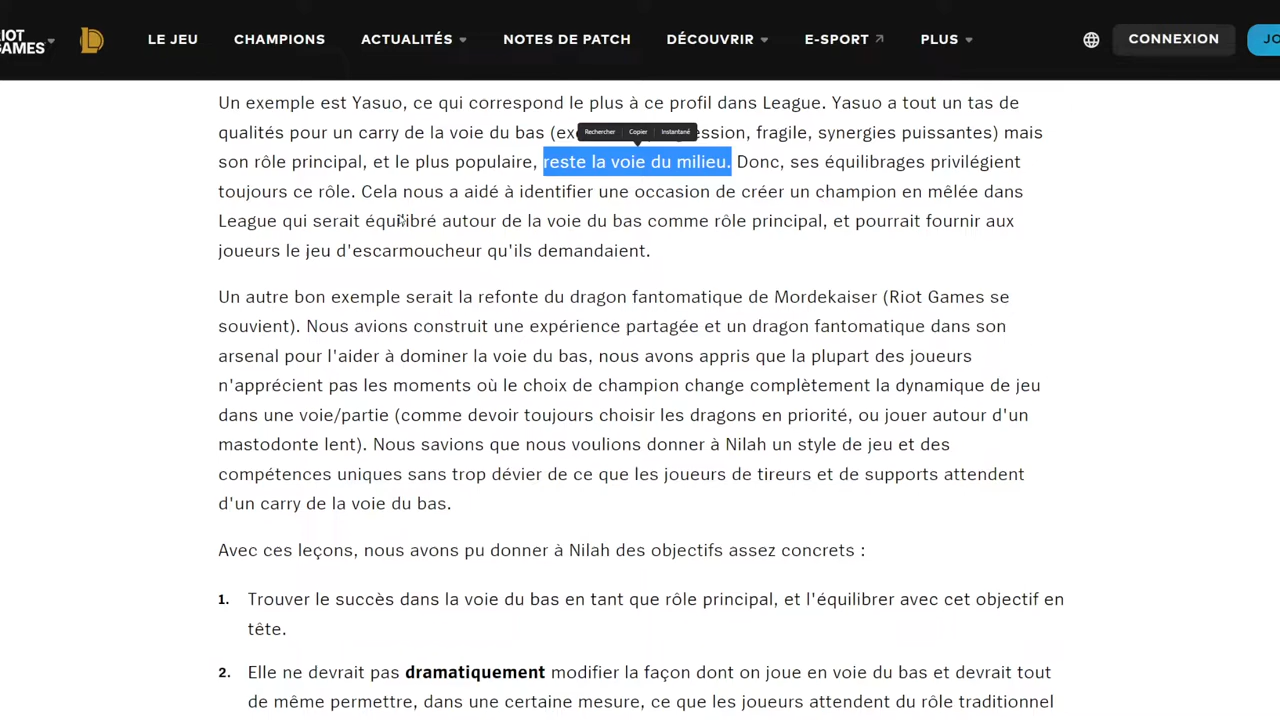 RIOT
GAMES
LE JEU
CHAMPIONS
ACTUALITÉS
NOTES DE PATCH
DÉCOUVRIR
E-SPORT
PLUS
CONNEXION
JO
Un exemple est Yasuo, ce qui correspond le plus à ce profil dans League. Yasuo a tout un tas de
Rechercher Copier Instantané
qualités pour un carry de la voie du bas (ex ession, fragile, synergies puissantes) mais
son rôle principal, et le plus populaire, reste la voie du milieu. Donc, ses équilibrages privilégient
toujours ce rôle. Cela nous a aidé à identifier une occasion de créer un champion en mêlée dans
League qui serait équilibré autour de la voie du bas comme rôle principal, et pourrait fournir aux
joueurs le jeu d'escarmoucheur qu'ils demandaient.
Un autre bon exemple serait la refonte du dragon fantomatique de Mordekaiser (Riot Games se
souvient). Nous avions construit une expérience partagée et un dragon fantomatique dans son
arsenal pour l'aider à dominer la voie du bas, nous avons appris que la plupart des joueurs
n'apprécient pas les moments où le choix de champion change complètement la dynamique de jeu
dans une voie/partie (comme devoir toujours choisir les dragons en priorité, ou jouer autour d'un
mastodonte lent). Nous savions que nous voulions donner à Nilah un style de jeu et des
compétences uniques sans trop dévier de ce que les joueurs de tireurs et de supports attendent
d'un carry de la voie du bas.
Avec ces leçons, nous avons pu donner à Nilah des objectifs assez concrets :
1. Trouver le succès dans la voie du bas en tant que rôle principal, et l'équilibrer avec cet objectif en
tête.
2. Elle ne devrait pas dramatiquement modifier la façon dont on joue en voie du bas et devrait tout
de même permettre, dans une certaine mesure, ce que les joueurs attendent du rôle traditionnel